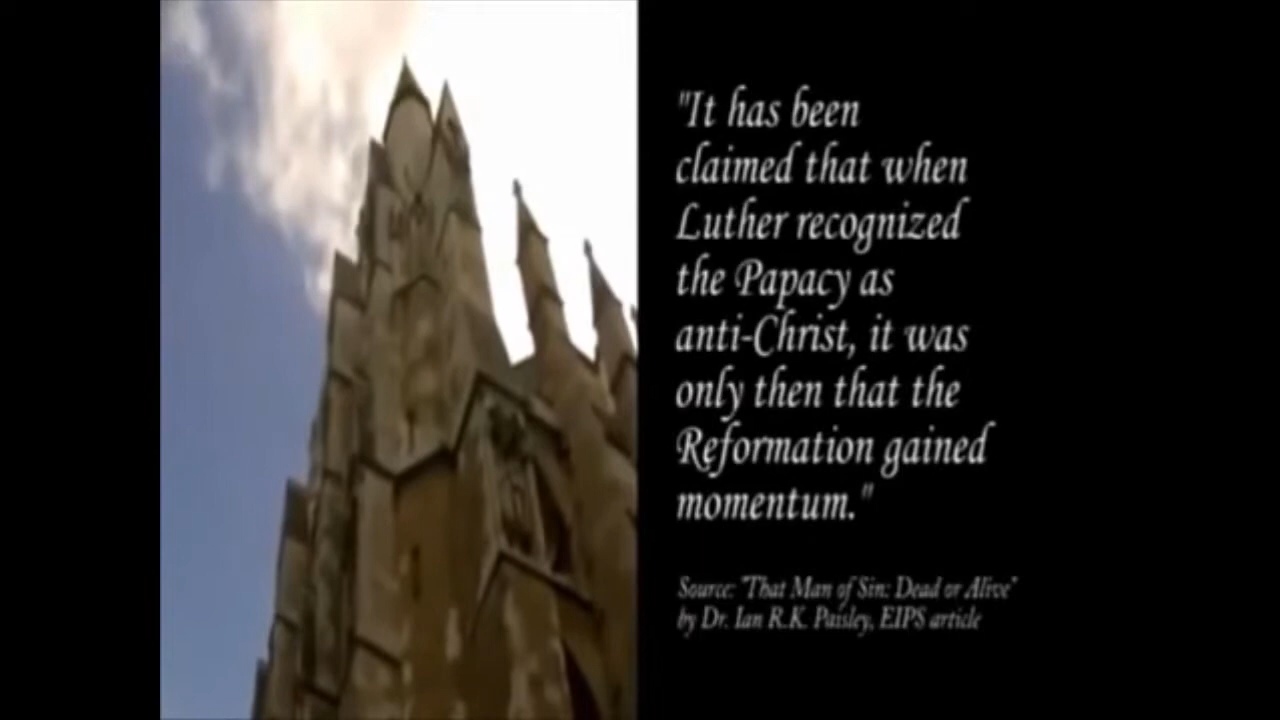 "It has been
claimed that when
Luther recognized
the Papacy as
anti-Christ, it was
only then that the
Reformation gained
momentum."
Source: "That Man of Sin: Dead or Alive"
by Dr. Ian R.K. Paisley, EIPS article